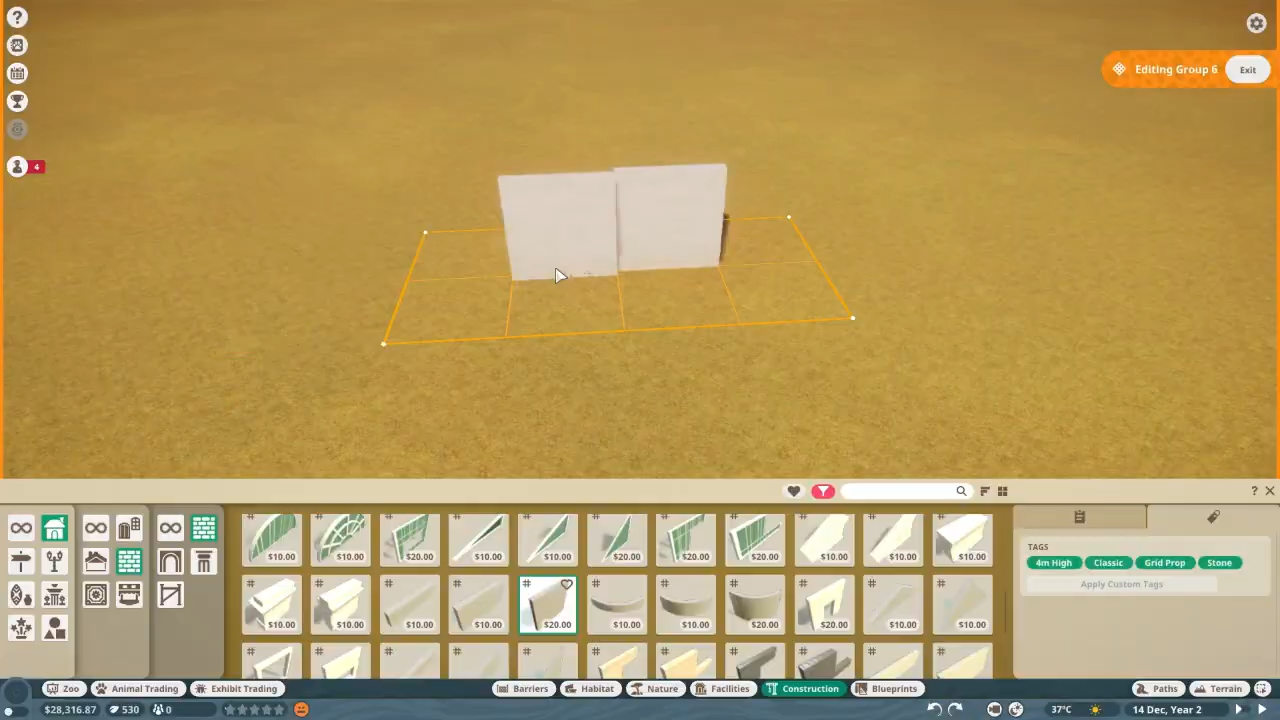 ?
4
Editing Group 6 Exit
? 
$10.00 $10.00 $20.00 $10.00 $10.00 $20.00 $10.00 $20.00 $10.00 $10.00 $10.00
TAGS
4m High Classic Grid Prop Stone
Apply Custom Tags
# # # # # # # # # # #
$10.00 $10.00 $10.00 $10.00 $20.00 $10.00 $10.00 $20.00 $20.00 $10.00 $10.00
# # # # # # # # # # #
Zoo Animal Trading Exhibit Trading Barriers Habitat Nature Facilities Construction Blueprints Paths Terrain
$28,316.87 530 0 37°C 14 Dec, Year 2